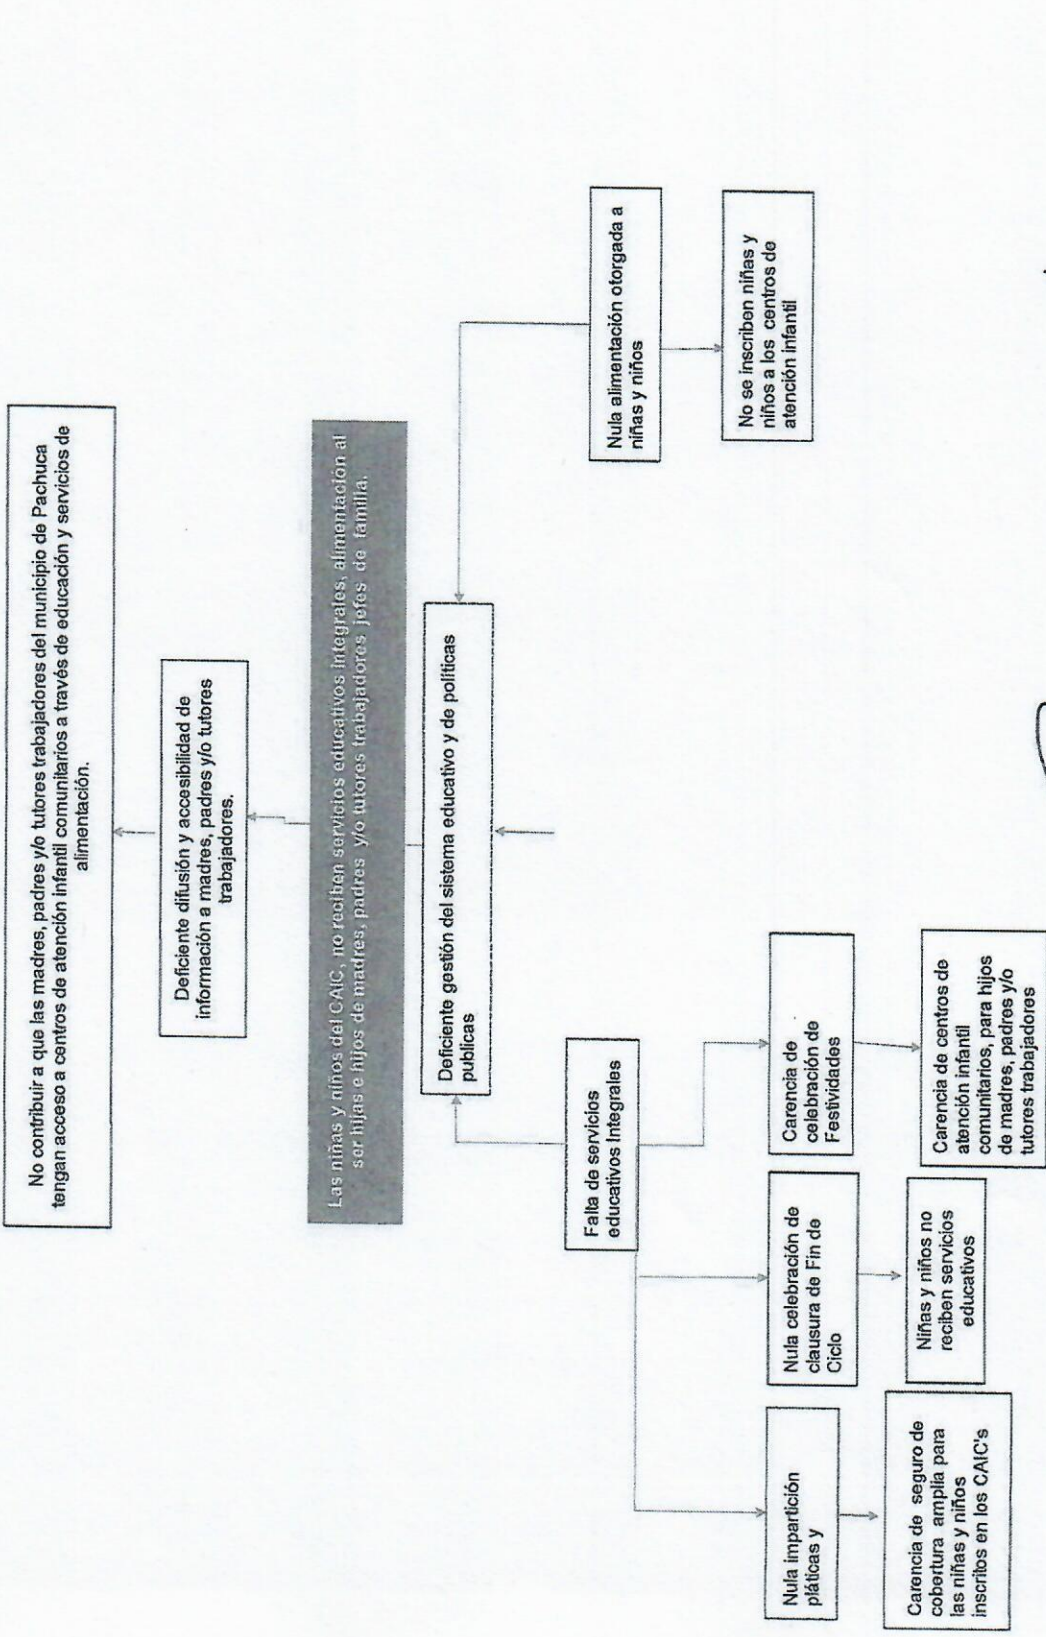 No contribuir a que las madres, padres y/o tutores trabajadores del municipio de Pachuca
tengan acceso a centros de atención infantil comunitarios a través de educación y servicios de
alimentación.
Deficiente difusión y accesibilidad de
información a madres, padres y/o tutores
trabajadores.
Las niñas y niños del CAIC, no reciben servicios educativos integrales, alimentación al
ser hijas e hijos de madres, padres y/o tutores trabajadores jefes de familia.
Deficiente gestión del sistema educativo y de políticas
publicas
Falta de servicios
educativos Integrales
Nula alimentación otorgada a
niñas y niños
Nula impartición
pláticas y
Nula celebración de
clausura de Fin de
Ciclo
Carencia de
celebración de
Festividades
No se inscriben niñas y
niños a los centros de
atención infantil
Carencia de seguro de
cobertura amplia para
las niñas y niños
inscritos en los CAIC's
Niñas y niños no
reciben servicios
educativos
Carencia de centros de
atención infantil
comunitarios, para hijos
de madres, padres y/o
tutores trabajadores